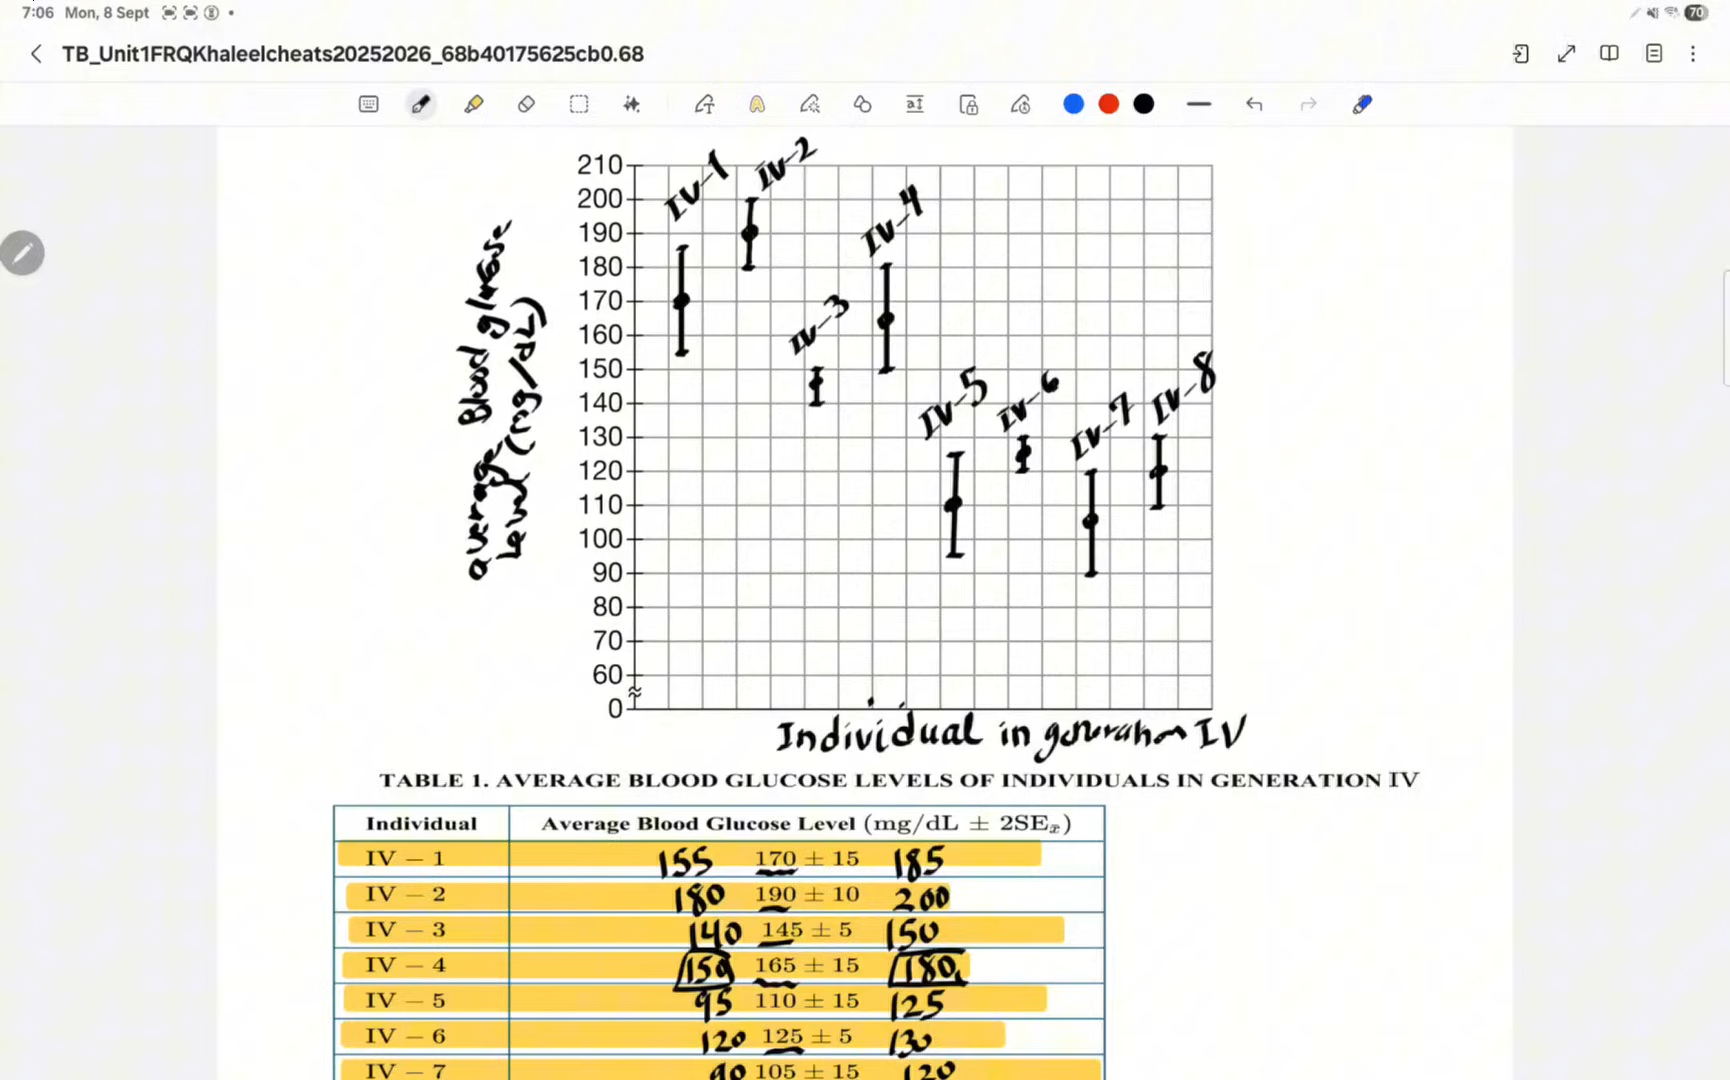 7:06 Mon, 8 Sept 70
TB_Unit1FRQKhaleelcheats20252026_68b40175625cb0.68
210
200
190
180
170
160
150
140
130
120
110
100
90
80
70
60
0
average Blood glucose
level (mg/dL)
IV-1
IV-2
IV-3
IV-4
IV-5
IV-6
IV-7
IV-8
Individual in generation IV
TABLE 1. AVERAGE BLOOD GLUCOSE LEVELS OF INDIVIDUALS IN GENERATION IV
Individual Average Blood Glucose Level (mg/dL ± 2SEx̄)
IV – 1 155 170 ± 15 185
IV – 2 180 190 ± 10 200
IV – 3 140 145 ± 5 150
IV – 4 150 165 ± 15 180
IV – 5 95 110 ± 15 125
IV – 6 120 125 ± 5 130
IV – 7 90 105 ± 15 120